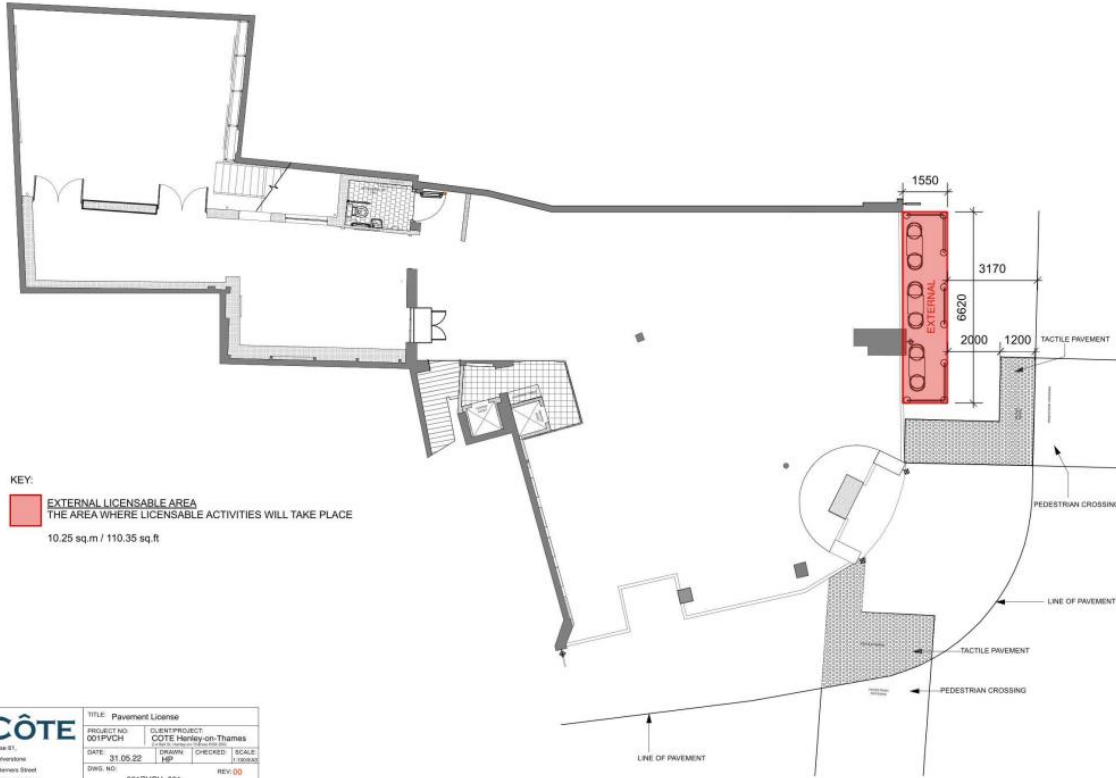 1550
3170
6620
EXTERNAL
2000
1200
TACTILE PAVEMENT
PEDESTRIAN CROSSING
KEY:
EXTERNAL LICENSABLE AREA
THE AREA WHERE LICENSABLE ACTIVITIES WILL TAKE PLACE
10.25 sq.m / 110.35 sq.ft
LINE OF PAVEMENT
TACTILE PAVEMENT
PEDESTRIAN CROSSING
LINE OF PAVEMENT
CÔTE
TITLE: Pavement License
PROJECT NO: CLIENT/PROJECT:
001PVCH COTE Henley-on-Thames
DATE: DRAWN: CHECKED: SCALE:
31.05.22 HP
DWG. NO: REV: 00